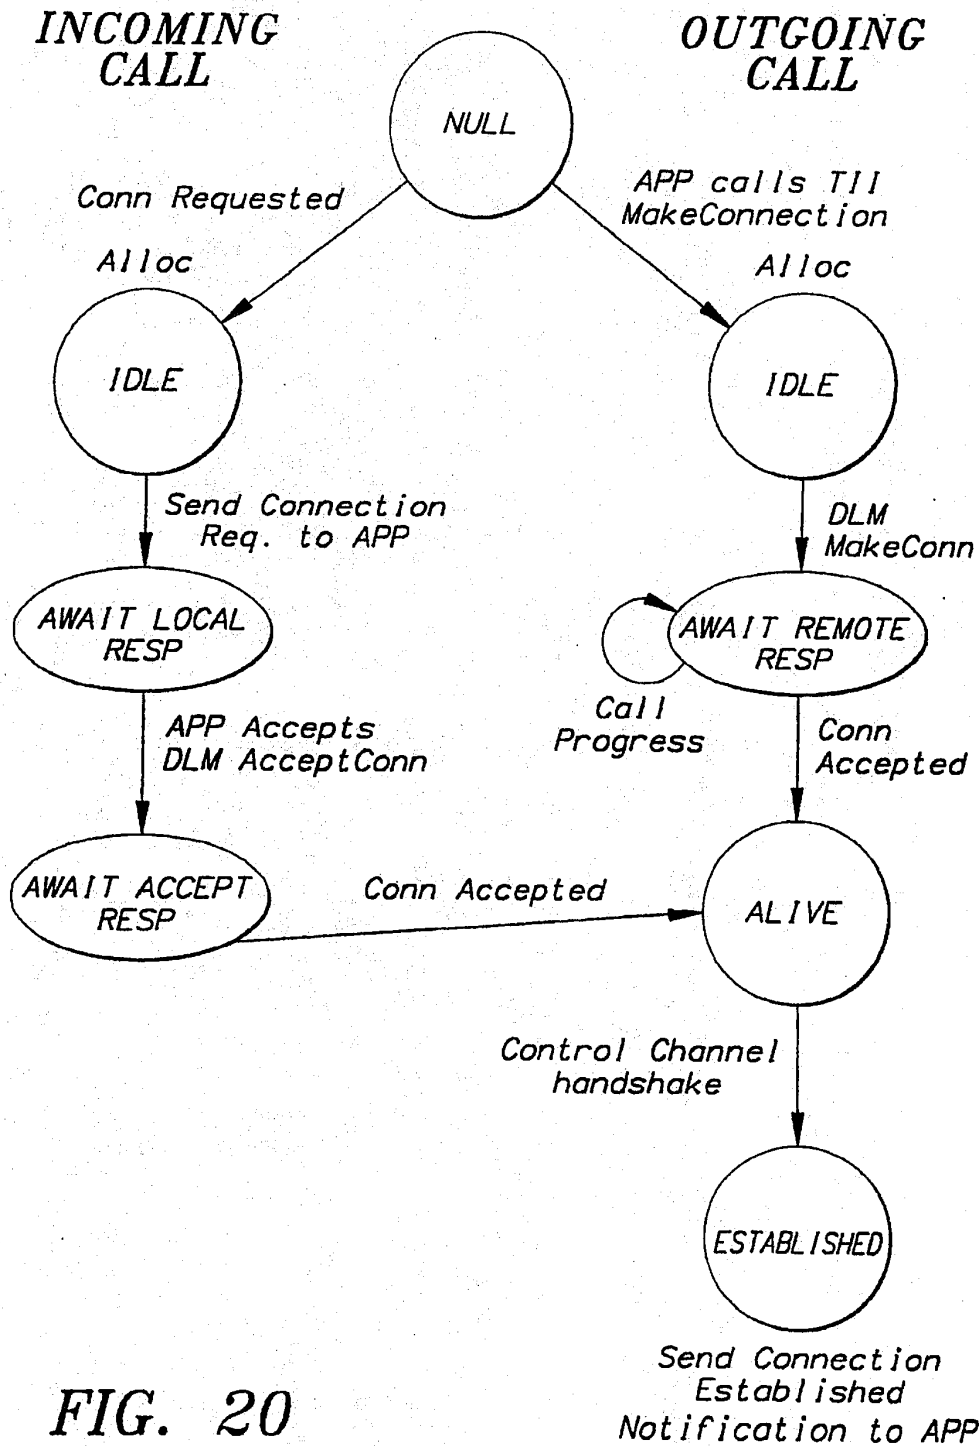 INCOMING
CALL
OUTGOING
CALL
NULL
Conn Requested
APP calls TII
MakeConnection
Alloc
Alloc
IDLE
IDLE
Send Connection
Req. to APP
DLM
MakeConn
AWAIT LOCAL
RESP
AWAIT REMOTE
RESP
Call
Progress
APP Accepts
DLM AcceptConn
Conn
Accepted
AWAIT ACCEPT
RESP
Conn Accepted
ALIVE
Control Channel
handshake
ESTABLISHED
Send Connection
Established
Notification to APP
FIG. 20